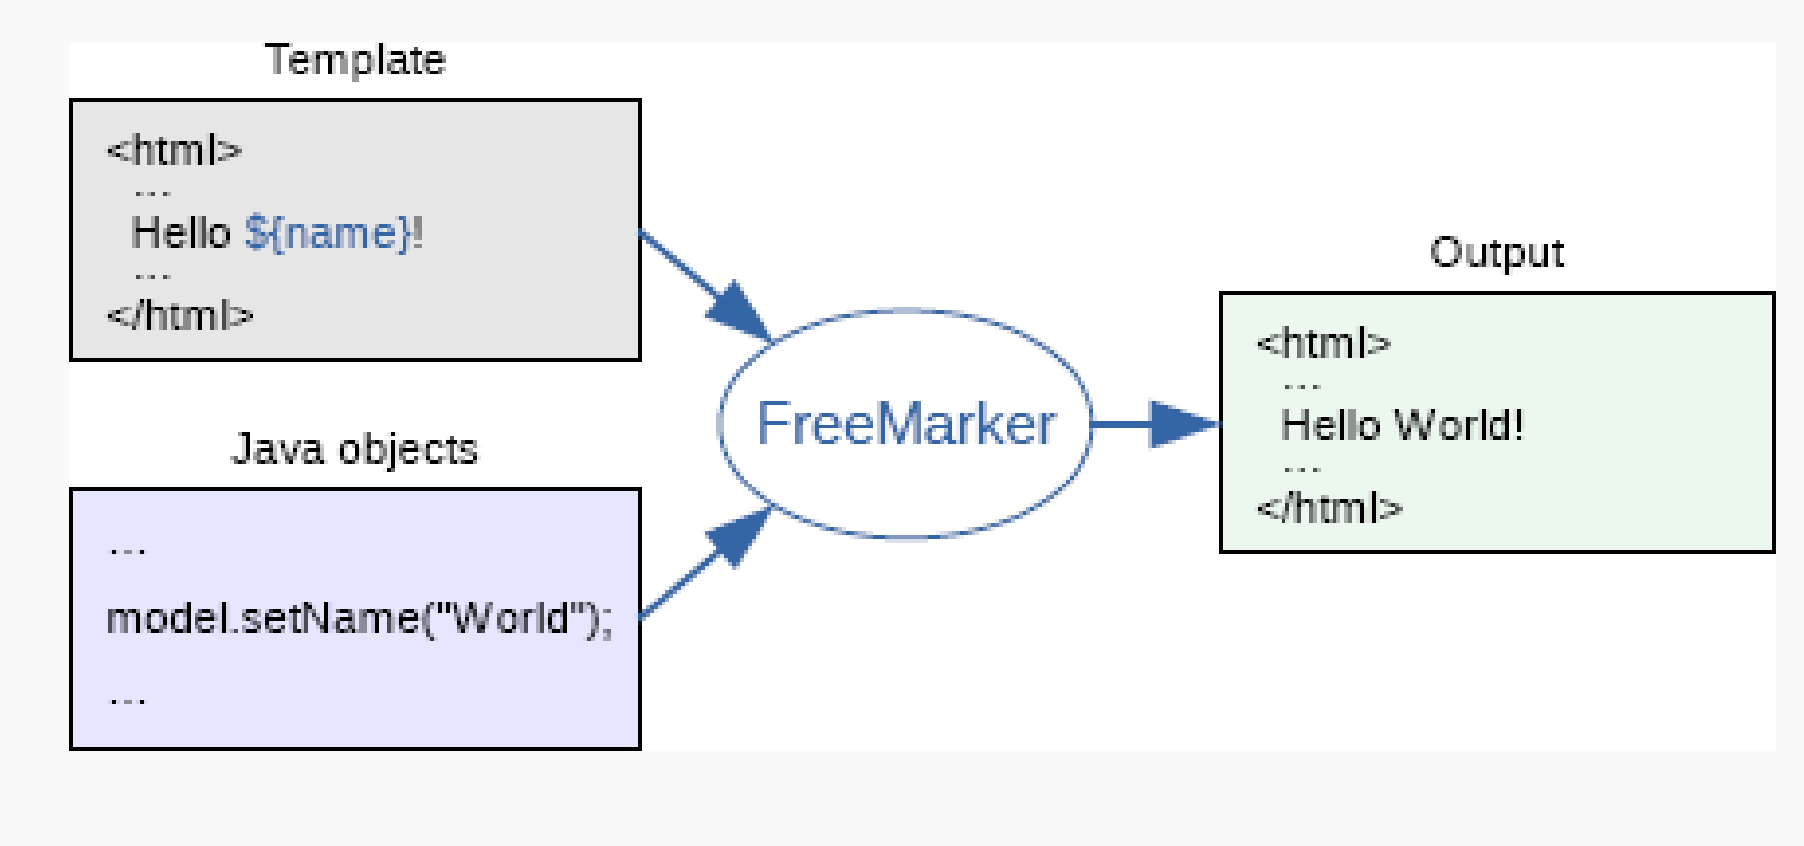 Template
<html>
...
Hello ${name}!
...
</html>
Java objects
...
model.setName("World");
...
FreeMarker
Output
<html>
...
Hello World!
...
</html>